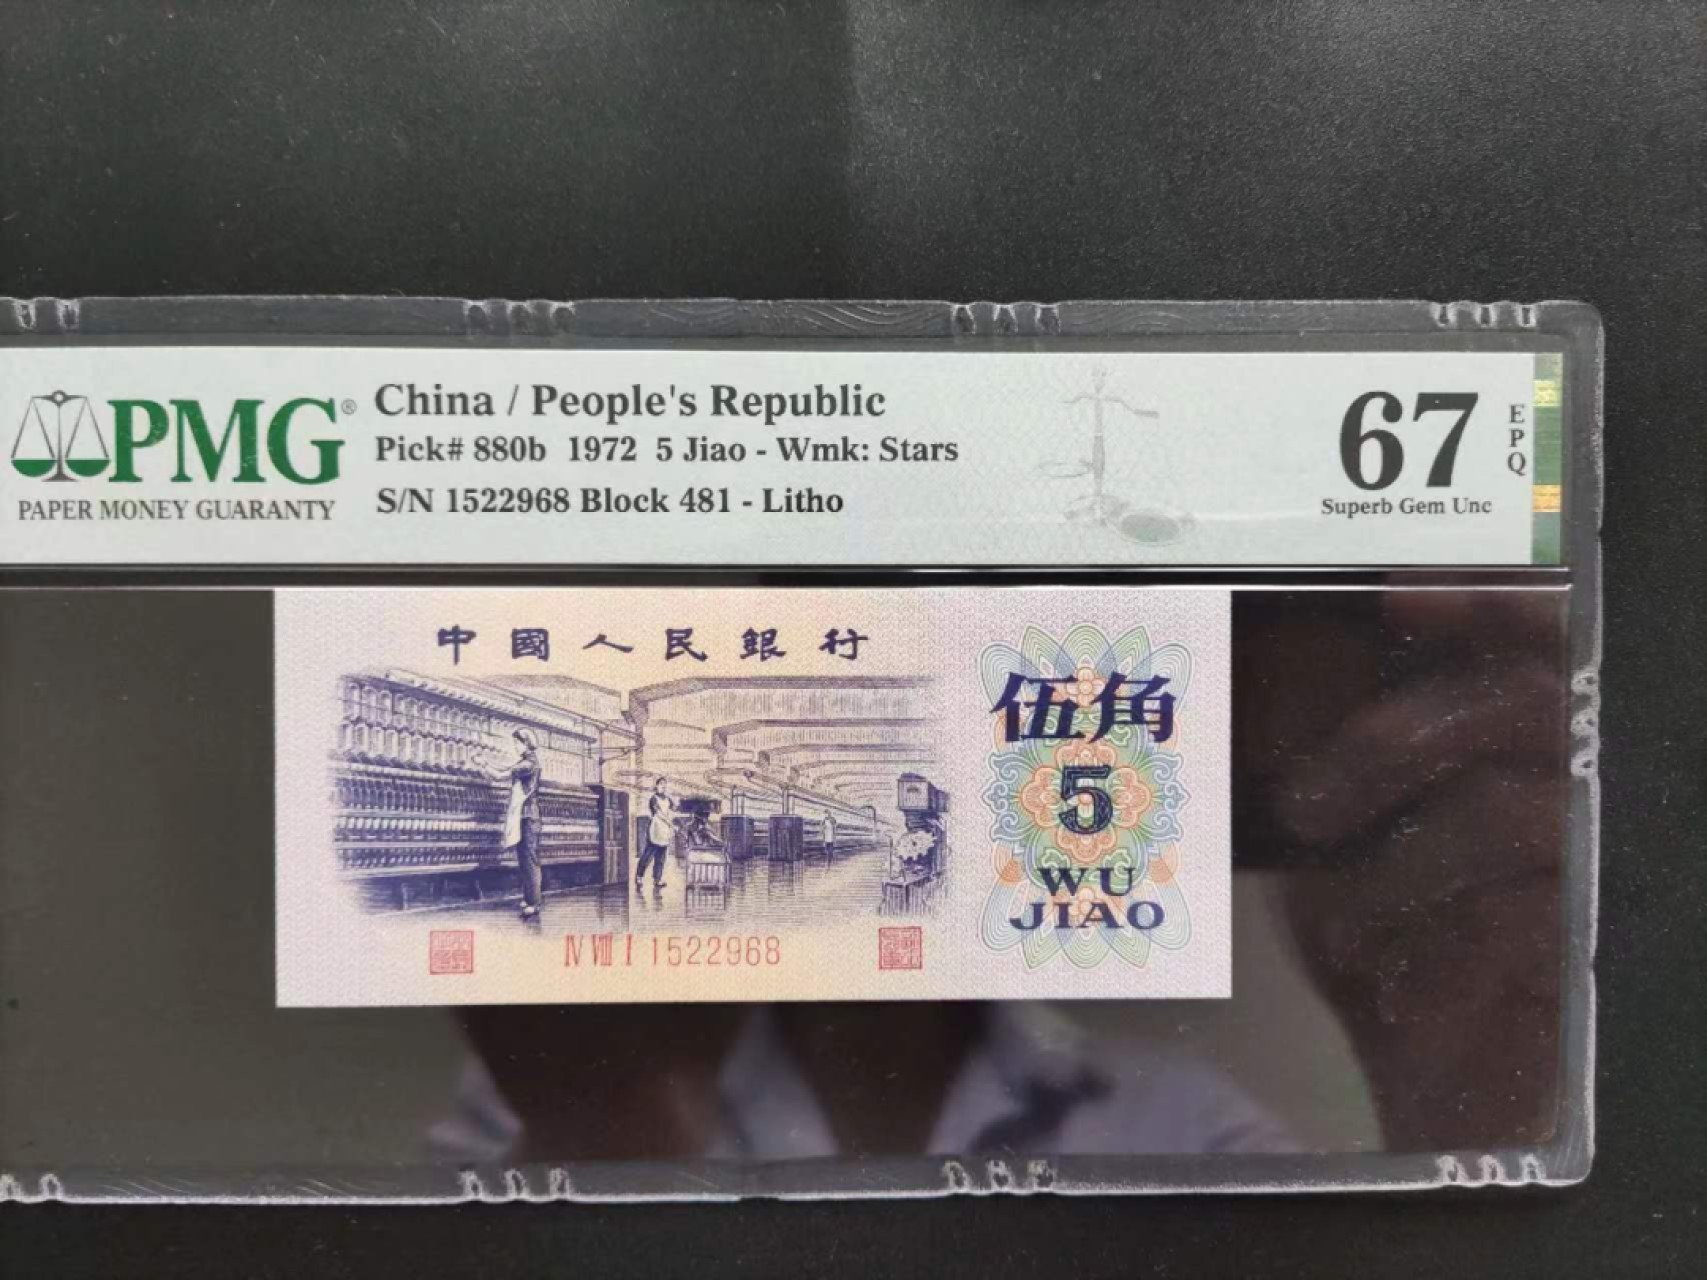 PMG®
PAPER MONEY GUARANTY
China / People's Republic
Pick# 880b 1972 5 Jiao - Wmk: Stars
S/N 1522968 Block 481 - Litho
67
EPQ
Superb Gem Unc
中國人民銀行
伍角
5
WU
JIAO
IV VIII I 1522968